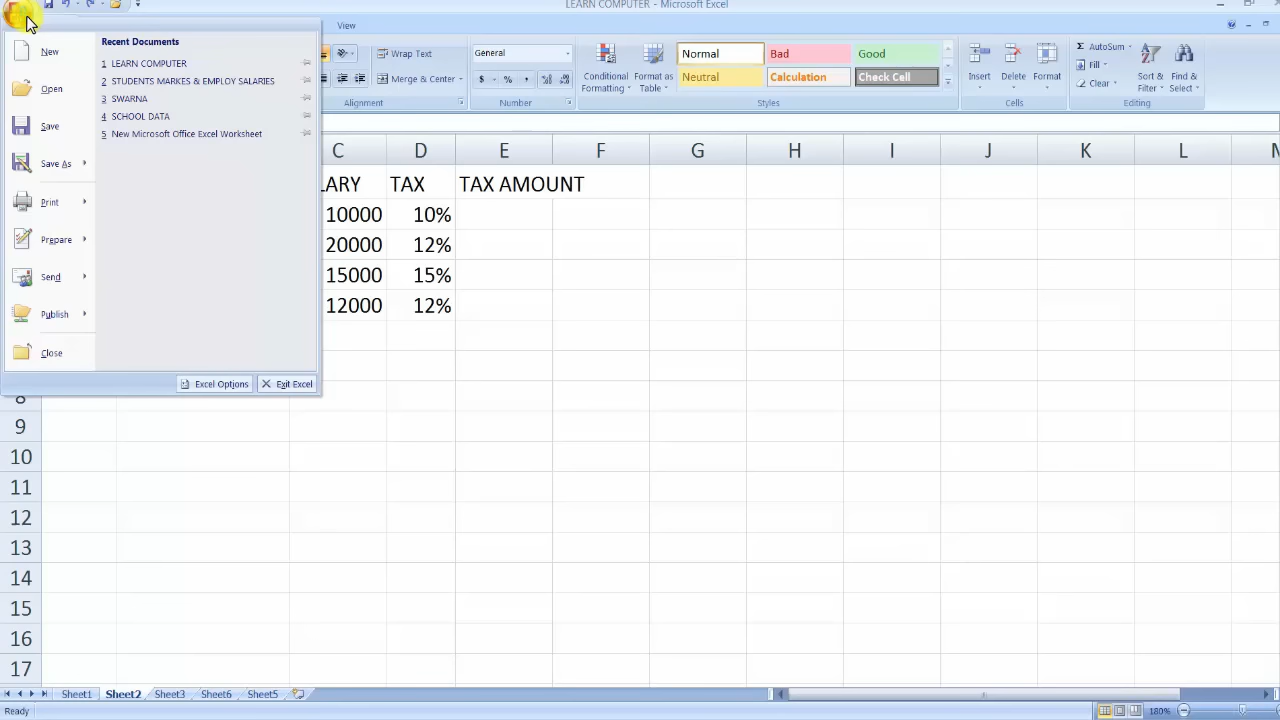 LEARN COMPUTER - Microsoft Excel
View
Wrap Text
Merge & Center
Alignment
General
$ % ,
Number
Conditional Formatting
Format as Table
Normal
Bad
Good
Neutral
Calculation
Check Cell
Styles
Insert
Delete
Format
Cells
Σ AutoSum
Fill
Clear
Sort & Filter
Find & Select
Editing
New
Open
Save
Save As
Print
Prepare
Send
Publish
Close
Recent Documents
1 LEARN COMPUTER
2 STUDENTS MARKES & EMPLOY SALARIES
3 SWARNA
4 SCHOOL DATA
5 New Microsoft Office Excel Worksheet
Excel Options
Exit Excel
C D E F G H I J K L M
LARY TAX TAX AMOUNT
10000 10%
20000 12%
15000 15%
12000 12%
8
9
10
11
12
13
14
15
16
17
Sheet1 Sheet2 Sheet3 Sheet6 Sheet5
Ready
180%